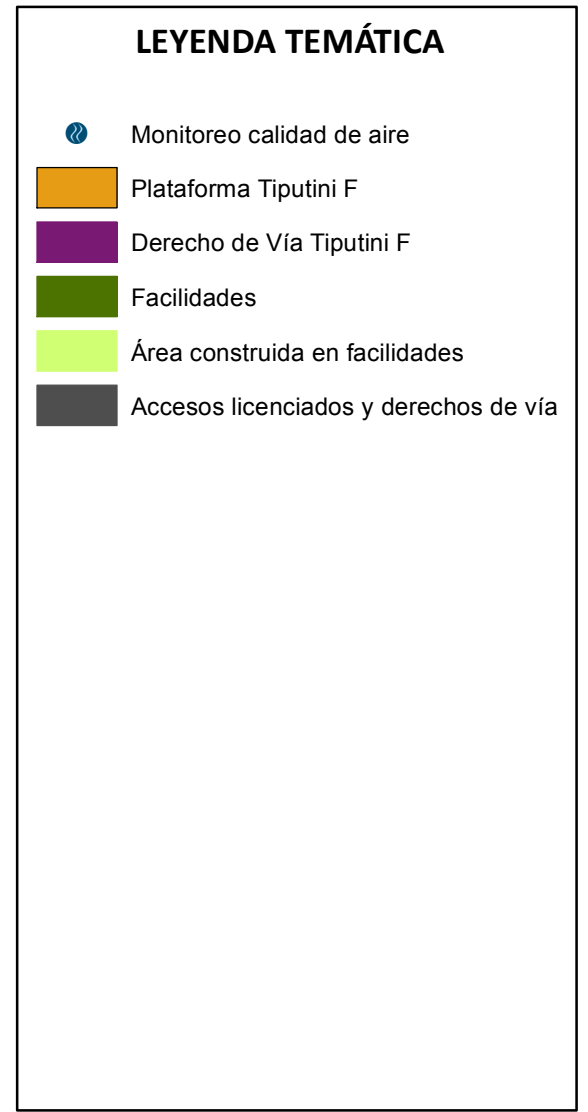 LEYENDA TEMÁTICA
Monitoreo calidad de aire
Plataforma Tiputini F
Derecho de Vía Tiputini F
Facilidades
Área construida en facilidades
Accesos licenciados y derechos de vía